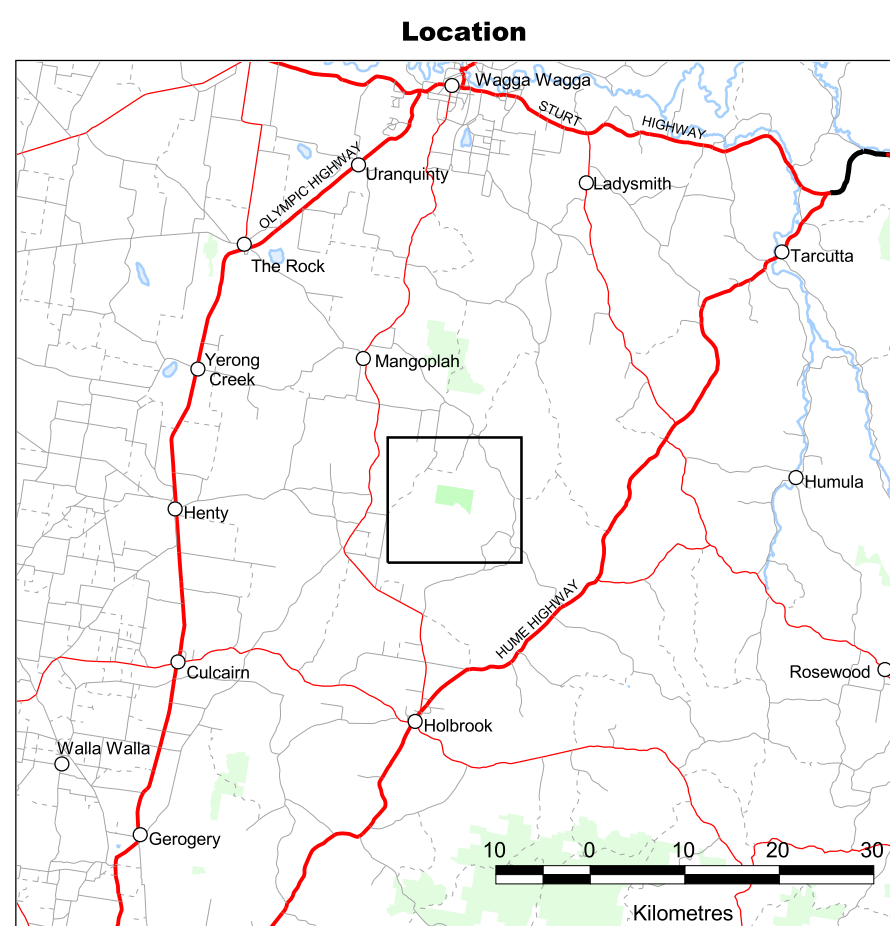 Location
Wagga Wagga
STURT
HIGHWAY
OLYMPIC HIGHWAY
Uranquinty
Ladysmith
The Rock
Tarcutta
Yerong
Creek
Mangoplah
Humula
Henty
HUME HIGHWAY
Culcairn
Rosewood
Holbrook
Walla Walla
Gerogery
10 0 10 20 30
Kilometres